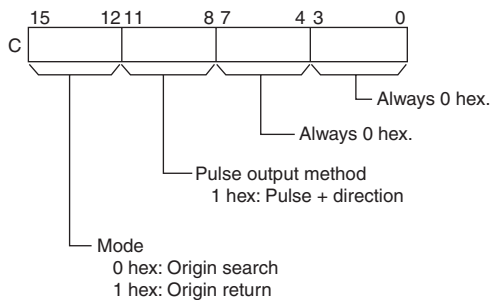 15 12 11 8 7 4 3 0
C
Always 0 hex.
Always 0 hex.
Pulse output method
1 hex: Pulse + direction
Mode
0 hex: Origin search
1 hex: Origin return